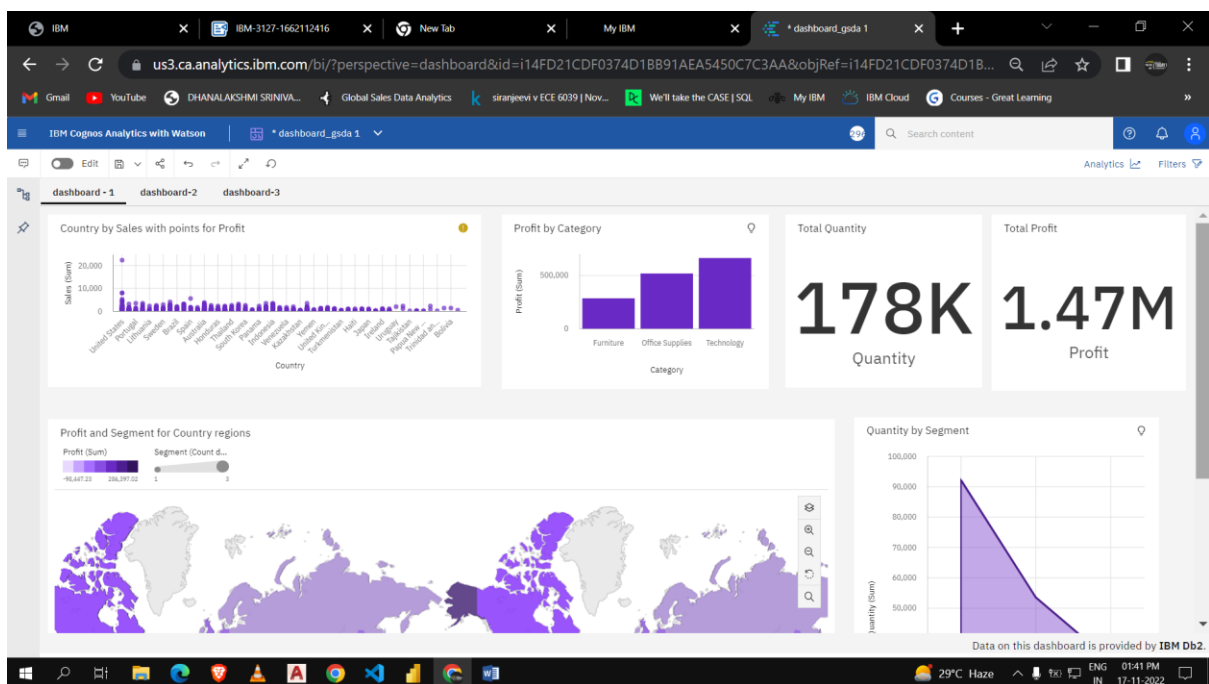 IBM
IBM-3127-1662112416
New Tab
My IBM
* dashboard_gsda 1
us3.ca.analytics.ibm.com/bi/?perspective=dashboard&id=i14FD21CDF0374D1BB91AEA5450C7C3AA&objRef=i14FD21CDF0374D1B...
Gmail
YouTube
DHANALAKSHMI SRINIVA...
Global Sales Data Analytics
siranjeevi v ECE 6039 | Nov...
We'll take the CASE | SQL
My IBM
IBM Cloud
Courses - Great Learning
»
IBM Cognos Analytics with Watson
* dashboard_gsda 1
Search content
Edit
Analytics
Filters
dashboard - 1
dashboard-2
dashboard-3
Country by Sales with points for Profit
Sales (Sum)
20,000
10,000
0
United States
Portugal
Lithuania
Sweden
Brazil
Spain
Australia
Honduras
Thailand
South Korea
Panama
Indonesia
Venezuela
Kazakhstan
Yemen
United Kin...
Turkmenistan
Haiti
Japan
Ireland
Uruguay
Tajikistan
Papua New ...
Trinidad an...
Bolivia
Country
Profit by Category
Profit (Sum)
500,000
0
Furniture
Office Supplies
Technology
Category
Total Quantity
178K
Quantity
Total Profit
1.47M
Profit
Profit and Segment for Country regions
Profit (Sum)
Segment (Count d...
-98,447.23
286,397.02
1
3
Quantity by Segment
Quantity (Sum)
100,000
90,000
80,000
70,000
60,000
50,000
Data on this dashboard is provided by IBM Db2.
29°C Haze
ENG
IN
01:41 PM
17-11-2022